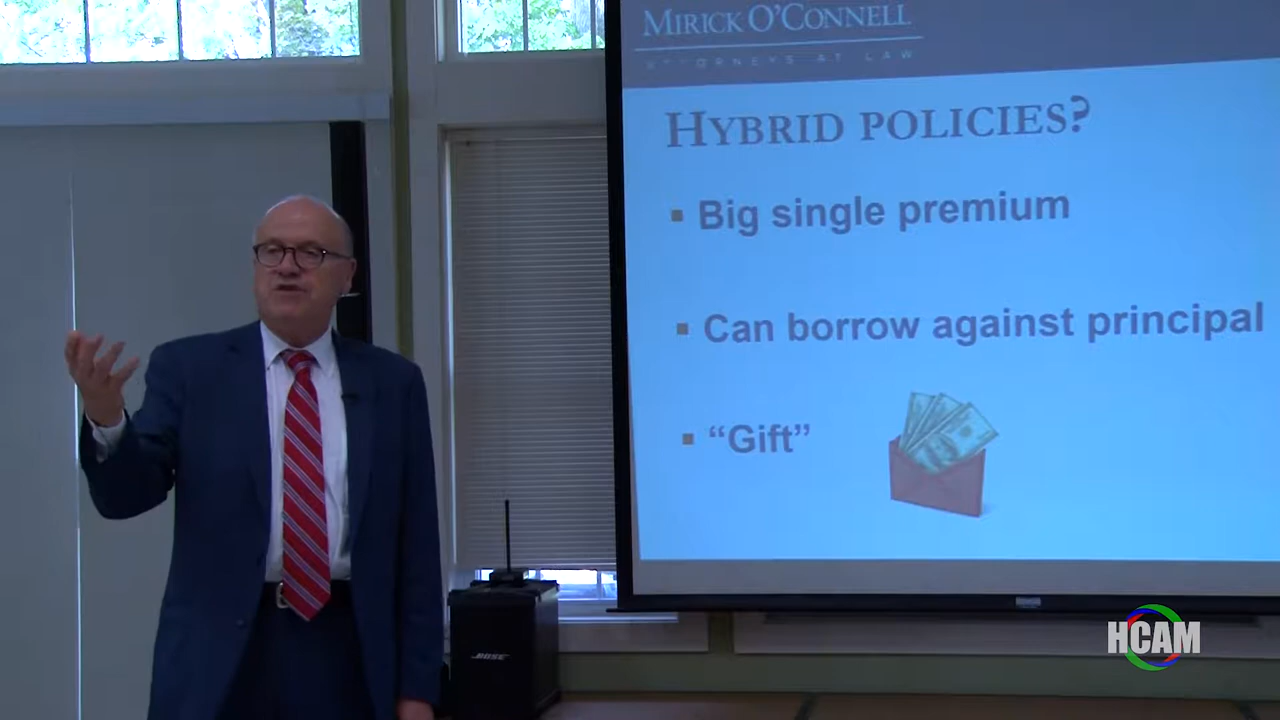 MIRICK O'CONNELL
ATTORNEYS AT LAW
HYBRID POLICIES?
▪ Big single premium
▪ Can borrow against principal
▪ “Gift”
BOSE
HCAM